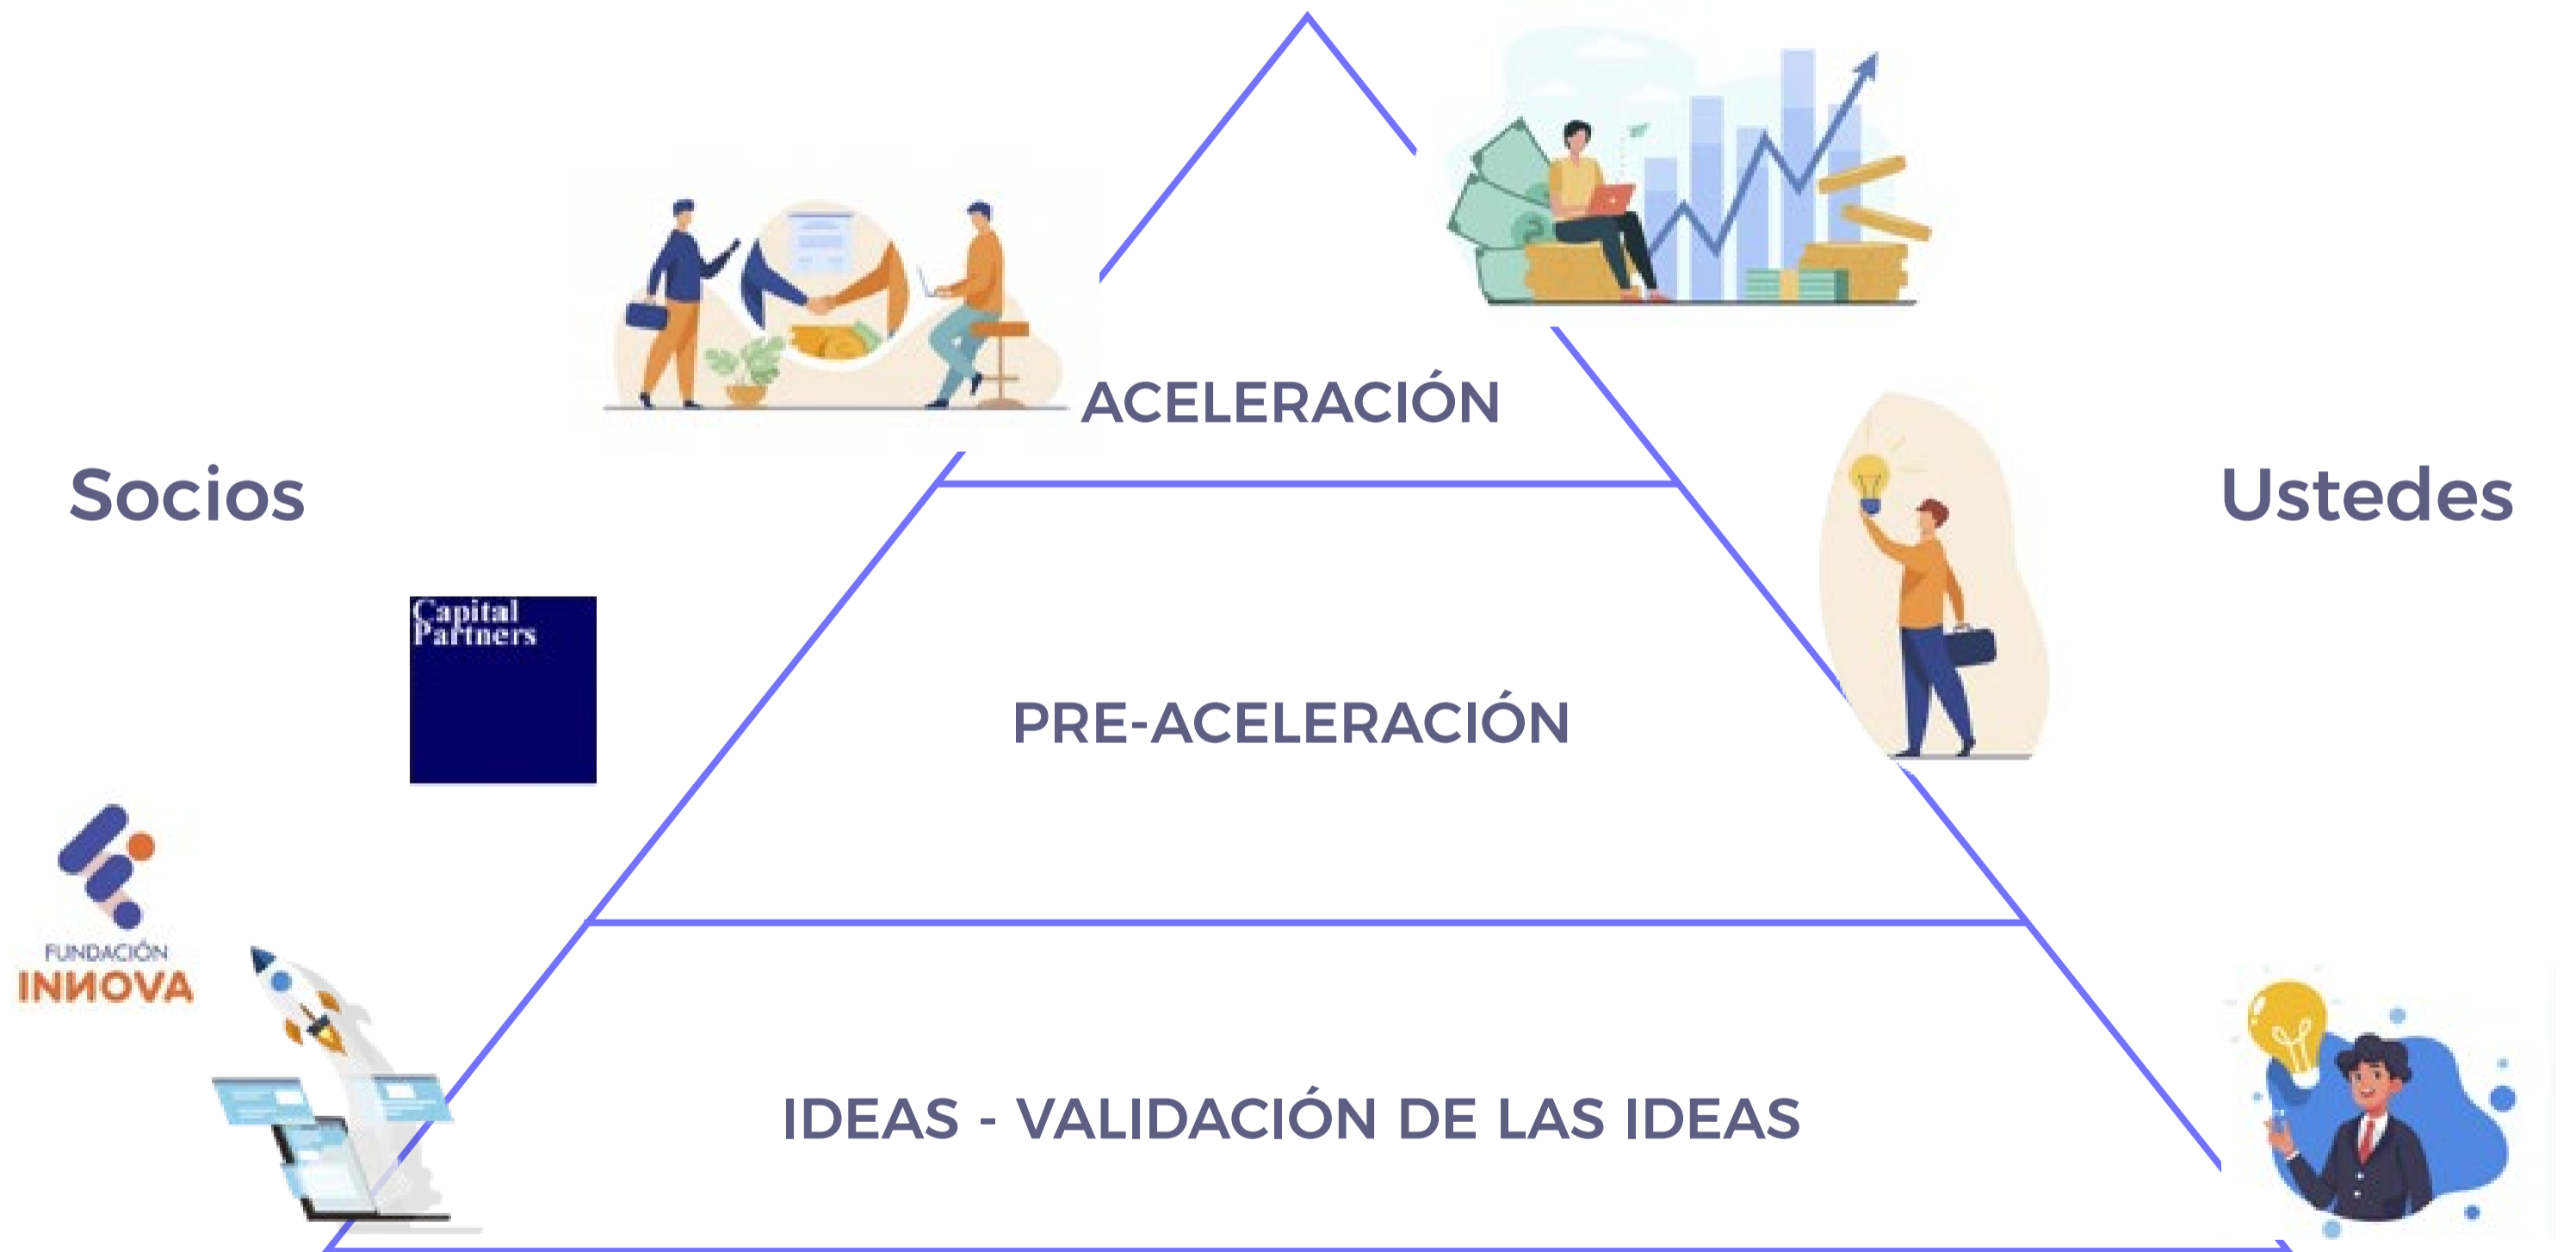 ACELERACIÓN
Socios
Ustedes
Capital
Partners
PRE-ACELERACIÓN
FUNDACIÓN
INNOVA
IDEAS - VALIDACIÓN DE LAS IDEAS